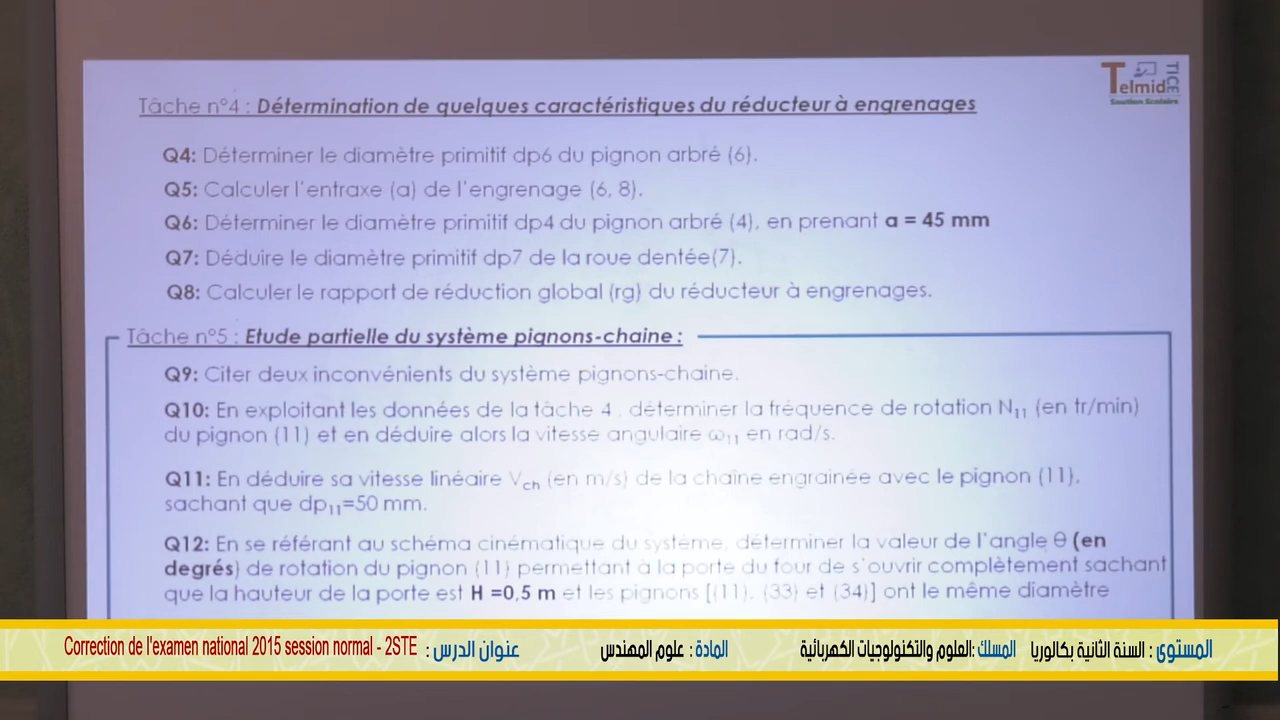 Telmid TICE
Soutien Scolaire
Tâche n°4 : Détermination de quelques caractéristiques du réducteur à engrenages
Q4: Déterminer le diamètre primitif dp6 du pignon arbré (6).
Q5: Calculer l'entraxe (a) de l'engrenage (6, 8).
Q6: Déterminer le diamètre primitif dp4 du pignon arbré (4), en prenant a = 45 mm
Q7: Déduire le diamètre primitif dp7 de la roue dentée(7).
Q8: Calculer le rapport de réduction global (rg) du réducteur à engrenages.
Tâche n°5 : Etude partielle du système pignons-chaine :
Q9: Citer deux inconvénients du système pignons-chaine.
Q10: En exploitant les données de la tâche 4 , déterminer la fréquence de rotation N₁₁ (en tr/min)
du pignon (11) et en déduire alors la vitesse angulaire ω₁₁ en rad/s.
Q11: En déduire sa vitesse linéaire Vch (en m/s) de la chaîne engrainée avec le pignon (11),
sachant que dp₁₁=50 mm.
Q12: En se référant au schéma cinématique du système, déterminer la valeur de l'angle θ (en
degrés) de rotation du pignon (11) permettant à la porte du four de s'ouvrir complètement sachant
que la hauteur de la porte est H =0,5 m et les pignons [(11), (33) et (34)] ont le même diamètre
المستوى : السنة الثانية بكالوريا المسلك :العلوم والتكنولوجيات الكهربائية المادة : علوم المهندس عنوان الدرس : Correction de l'examen national 2015 session normal - 2STE